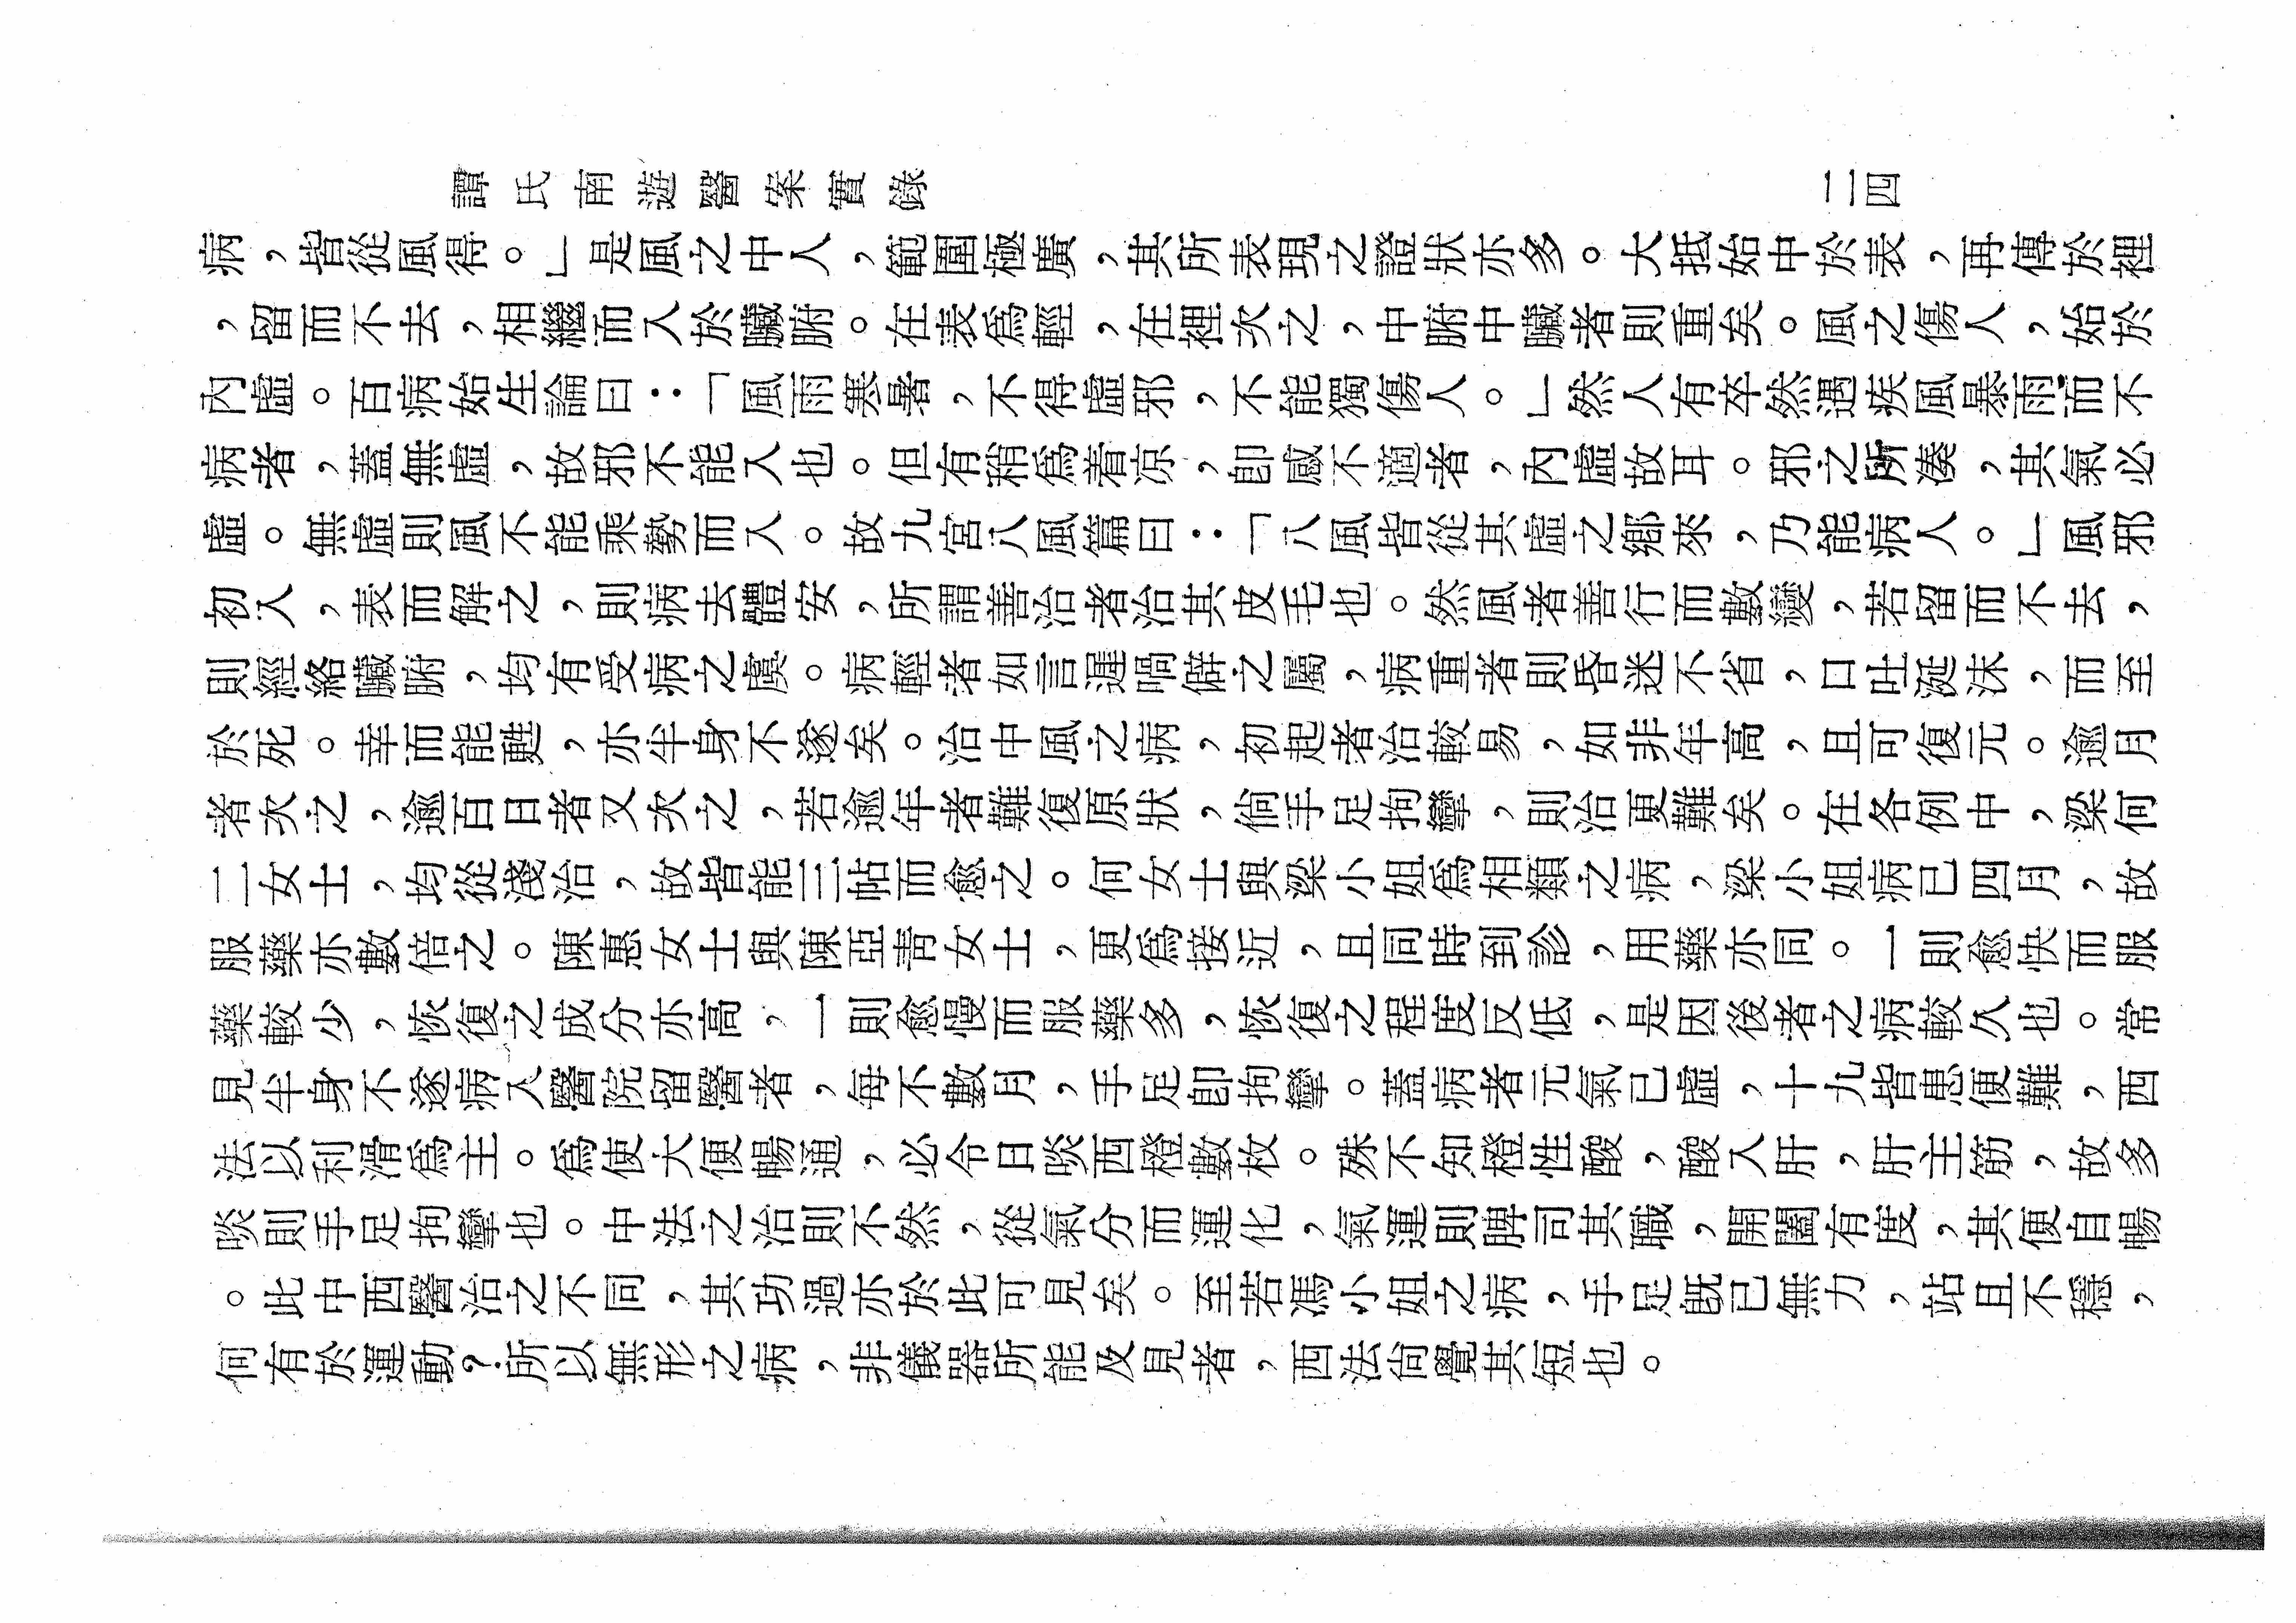 譚氏南遊醫案實錄
二四
病，皆從風得。」是風之中人，範圍極廣，其所表現之證狀亦多。大抵始中於表，再傳於裡
，留而不去，相繼而入於臟腑。在表爲輕，在裡次之，中腑中臟者則重矣。風之傷人，始於
內虛。百病始生論曰：「風雨寒暑，不得虛邪，不能獨傷人。」然人有卒然遇疾風暴雨而不
病者，蓋無虛，故邪不能入也。但有稍爲着凉，卽感不適者，內虛故耳。邪之所湊，其氣必
虛。無虛則風不能乘勢而入。故九宮八風篇曰：「八風皆從其虛之鄉來，乃能病人。」風邪
初入，表而解之，則病去體安，所謂善治者治其皮毛也。然風者善行而數變，若留而不去，
則經絡臟腑，均有受病之虞。病輕者如言遲喎僻之屬，病重者則昏迷不省，口吐涎沫，而至
於死。幸而能甦，亦半身不遂矣。治中風之病，初起者治較易，如非年高，且可復元。逾月
者次之，逾百日者又次之，若逾年者難復原狀，倘手足拘攣，則治更難矣。在各例中，梁何
二女士，均從淺治，故皆能三帖而愈之。何女士與梁小姐爲相類之病，梁小姐病已四月，故
服藥亦數倍之。陳惠女士與陳亞靑女士，更爲接近，且同時到診，用藥亦同。一則愈快而服
藥較少，恢復之成分亦高，一則愈慢而服藥多，恢復之程度反低，是因後者之病較久也。常
見半身不遂病入醫院留醫者，每不數月，手足卽拘攣。蓋病者元氣已虛，十九皆患便難，西
法以利滑爲主。爲使大便暢通，必令日啖西橙數枚。殊不知橙性酸，酸入肝，肝主筋，故多
啖則手足拘攣也。中法之治則不然，從氣分而運化，氣運則脾司其職，開闔有度，其便自暢
。此中西醫治之不同，其功過亦於此可見矣。至若馮小姐之病，手足旣已無力，站且不穩，
何有於運動？所以無形之病，非儀器所能及見者，西法尙覺其短也。